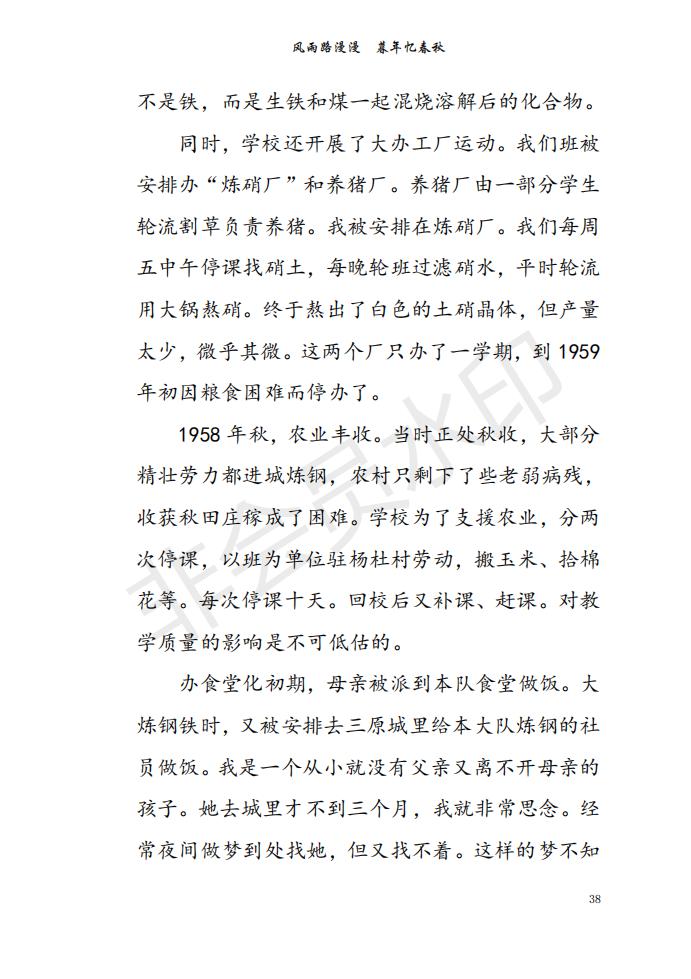 风雨路漫漫　暮年忆春秋
不是铁，而是生铁和煤一起混烧溶解后的化合物。
同时，学校还开展了大办工厂运动。我们班被
安排办“炼硝厂”和养猪厂。养猪厂由一部分学生
轮流割草负责养猪。我被安排在炼硝厂。我们每周
五中午停课找硝土，每晚轮班过滤硝水，平时轮流
用大锅熬硝。终于熬出了白色的土硝晶体，但产量
太少，微乎其微。这两个厂只办了一学期，到 1959
年初因粮食困难而停办了。
1958 年秋，农业丰收。当时正处秋收，大部分
精壮劳力都进城炼钢，农村只剩下了些老弱病残，
收获秋田庄稼成了困难。学校为了支援农业，分两
次停课，以班为单位驻杨杜村劳动，搬玉米、拾棉
花等。每次停课十天。回校后又补课、赶课。对教
学质量的影响是不可低估的。
办食堂化初期，母亲被派到本队食堂做饭。大
炼钢铁时，又被安排去三原城里给本大队炼钢的社
员做饭。我是一个从小就没有父亲又离不开母亲的
孩子。她去城里才不到三个月，我就非常思念。经
常夜间做梦到处找她，但又找不着。这样的梦不知
38
非会员水印